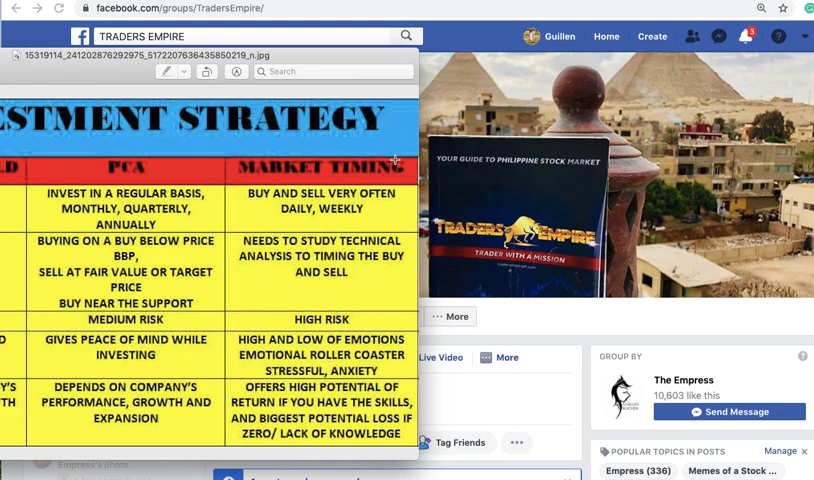 facebook.com/groups/TradersEmpire/
TRADERS EMPIRE
Guillen
Home
Create
3
15319114_241202876292975_5172207636435850219_n.jpg
Search
ESTMENT STRATEGY
D
PCA
MARKET TIMING
INVEST IN A REGULAR BASIS,
MONTHLY, QUARTERLY,
ANNUALLY
BUY AND SELL VERY OFTEN
DAILY, WEEKLY
BUYING ON A BUY BELOW PRICE
BBP,
SELL AT FAIR VALUE OR TARGET
PRICE
BUY NEAR THE SUPPORT
NEEDS TO STUDY TECHNICAL
ANALYSIS TO TIMING THE BUY
AND SELL
MEDIUM RISK
HIGH RISK
D
GIVES PEACE OF MIND WHILE
INVESTING
HIGH AND LOW OF EMOTIONS
EMOTIONAL ROLLER COASTER
STRESSFUL, ANXIETY
Y'S
TH
DEPENDS ON COMPANY'S
PERFORMANCE, GROWTH AND
EXPANSION
OFFERS HIGH POTENTIAL OF
RETURN IF YOU HAVE THE SKILLS,
AND BIGGEST POTENTIAL LOSS IF
ZERO/ LACK OF KNOWLEDGE
YOUR GUIDE TO PHILIPPINE STOCK MARKET
TRADERS EMPIRE
TRADER WITH A MISSION
More
Live Video
More
Tag Friends
Empress's photo.
GROUP BY
The Empress
10,603 like this
Send Message
POPULAR TOPICS IN POSTS
Manage
Empress (336)
Memes of a Stock ...